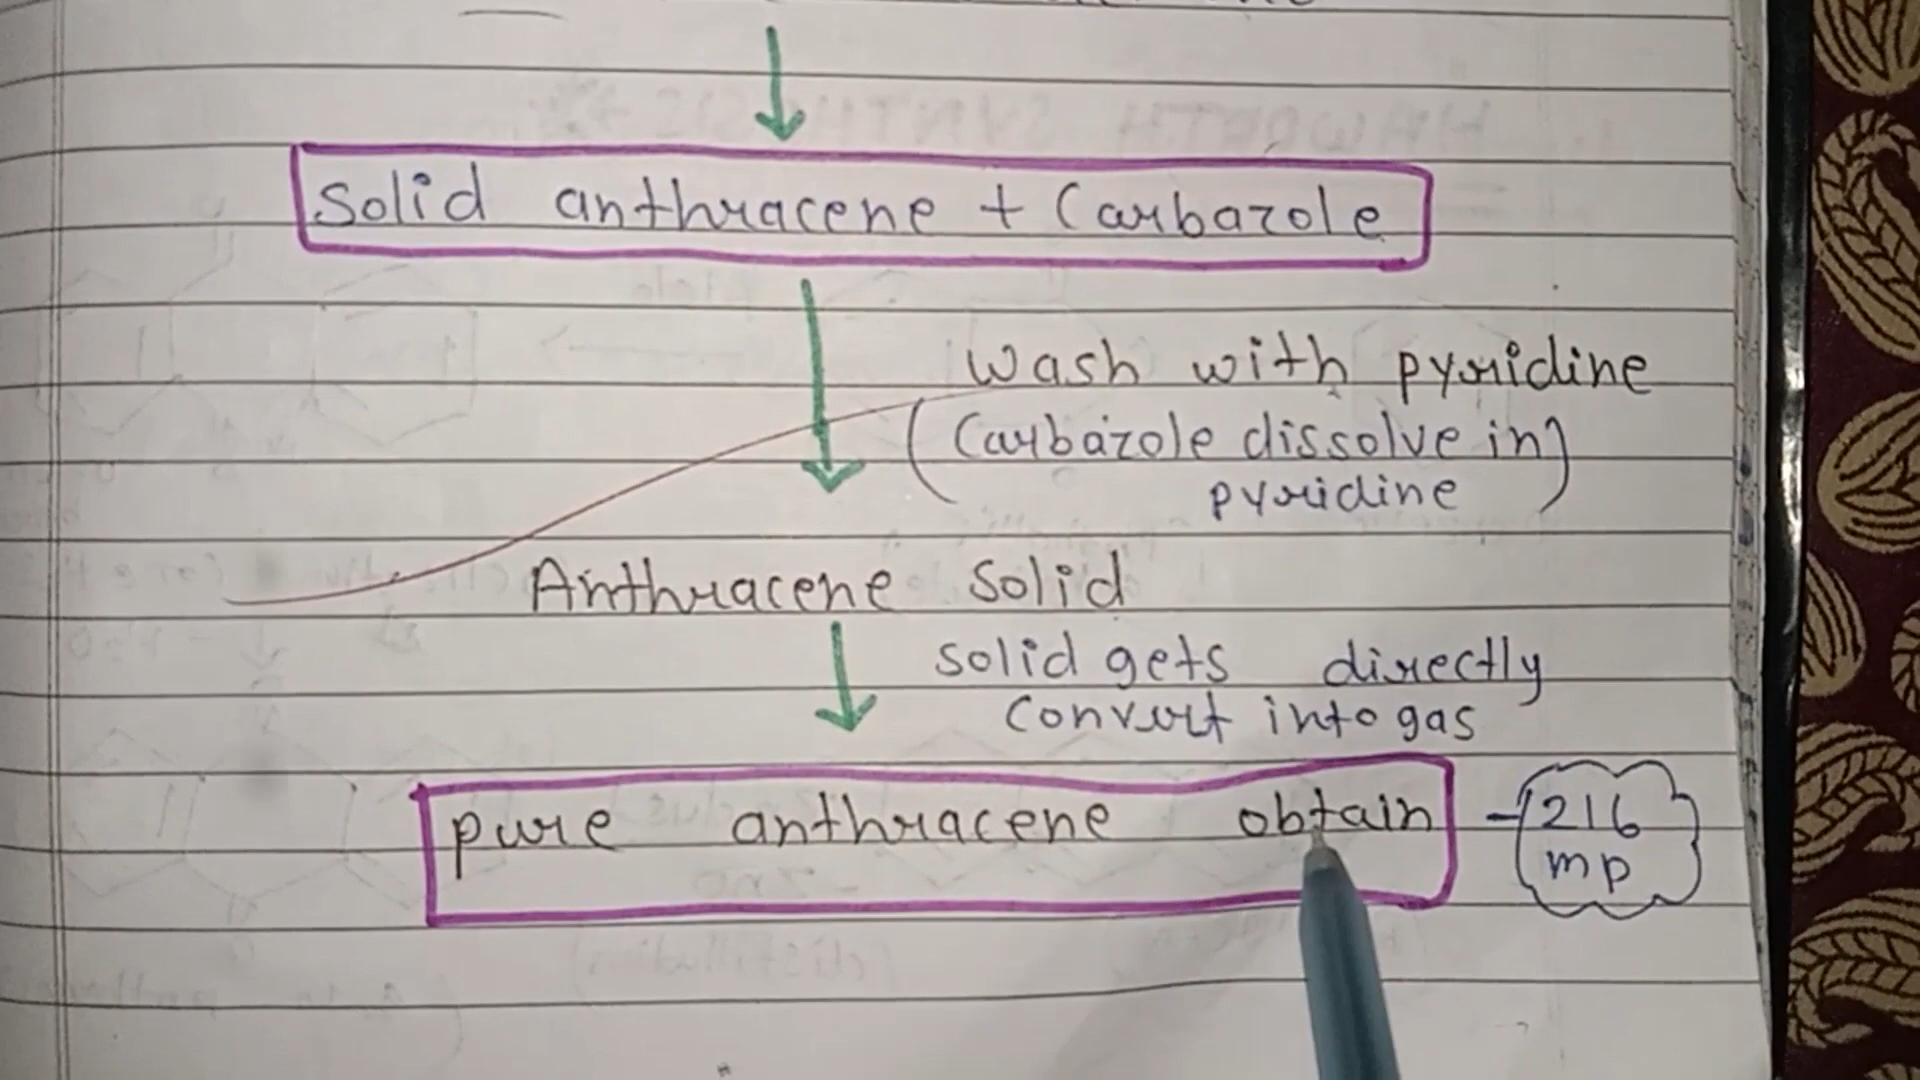 Solid anthracene + Carbazole
Wash with pyridine
(Carbazole dissolve in
pyridine)
Anthracene solid
solid gets directly
convert into gas
pure anthracene obtain - 216
mp